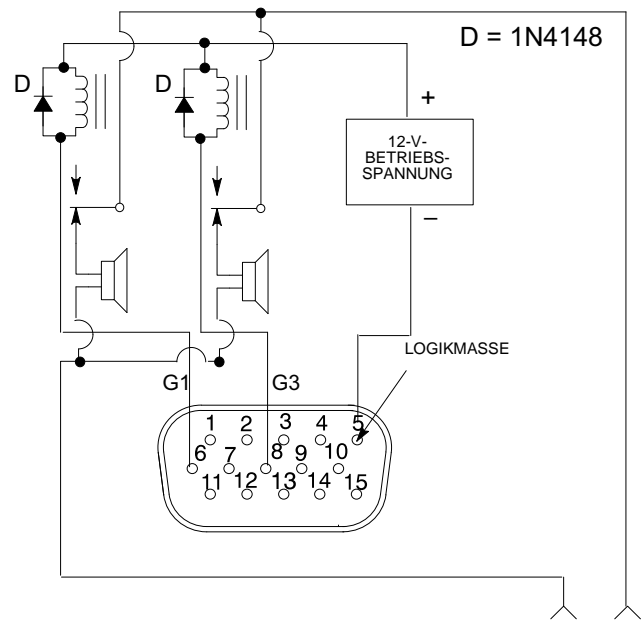 D = 1N4148
D
D
+
12-V-
BETRIEBS-
SPANNUNG
–
LOGIKMASSE
G1
G3
1 2 3 4 5
6 7 8 9 10
11 12 13 14 15